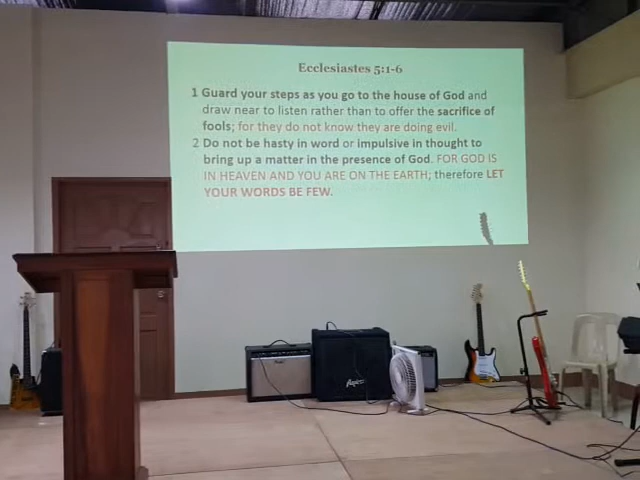 Ecclesiastes 5:1-6
1 Guard your steps as you go to the house of God and
draw near to listen rather than to offer the sacrifice of
fools; for they do not know they are doing evil.
2 Do not be hasty in word or impulsive in thought to
bring up a matter in the presence of God. FOR GOD IS
IN HEAVEN AND YOU ARE ON THE EARTH; therefore LET
YOUR WORDS BE FEW.